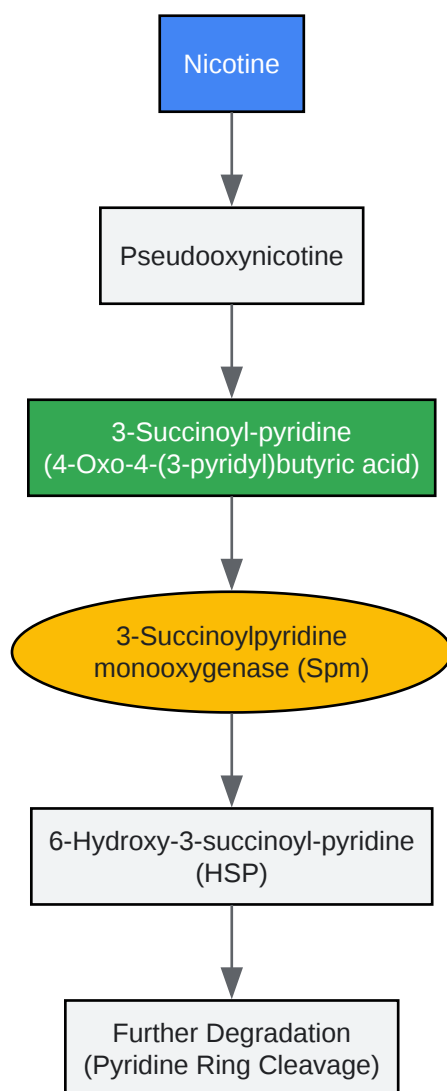 Nicotine
Pseudooxynicotine
3-Succinoyl-pyridine
(4-Oxo-4-(3-pyridyl)butyric acid)
3-Succinoylpyridine
monooxygenase (Spm)
6-Hydroxy-3-succinoyl-pyridine
(HSP)
Further Degradation
(Pyridine Ring Cleavage)